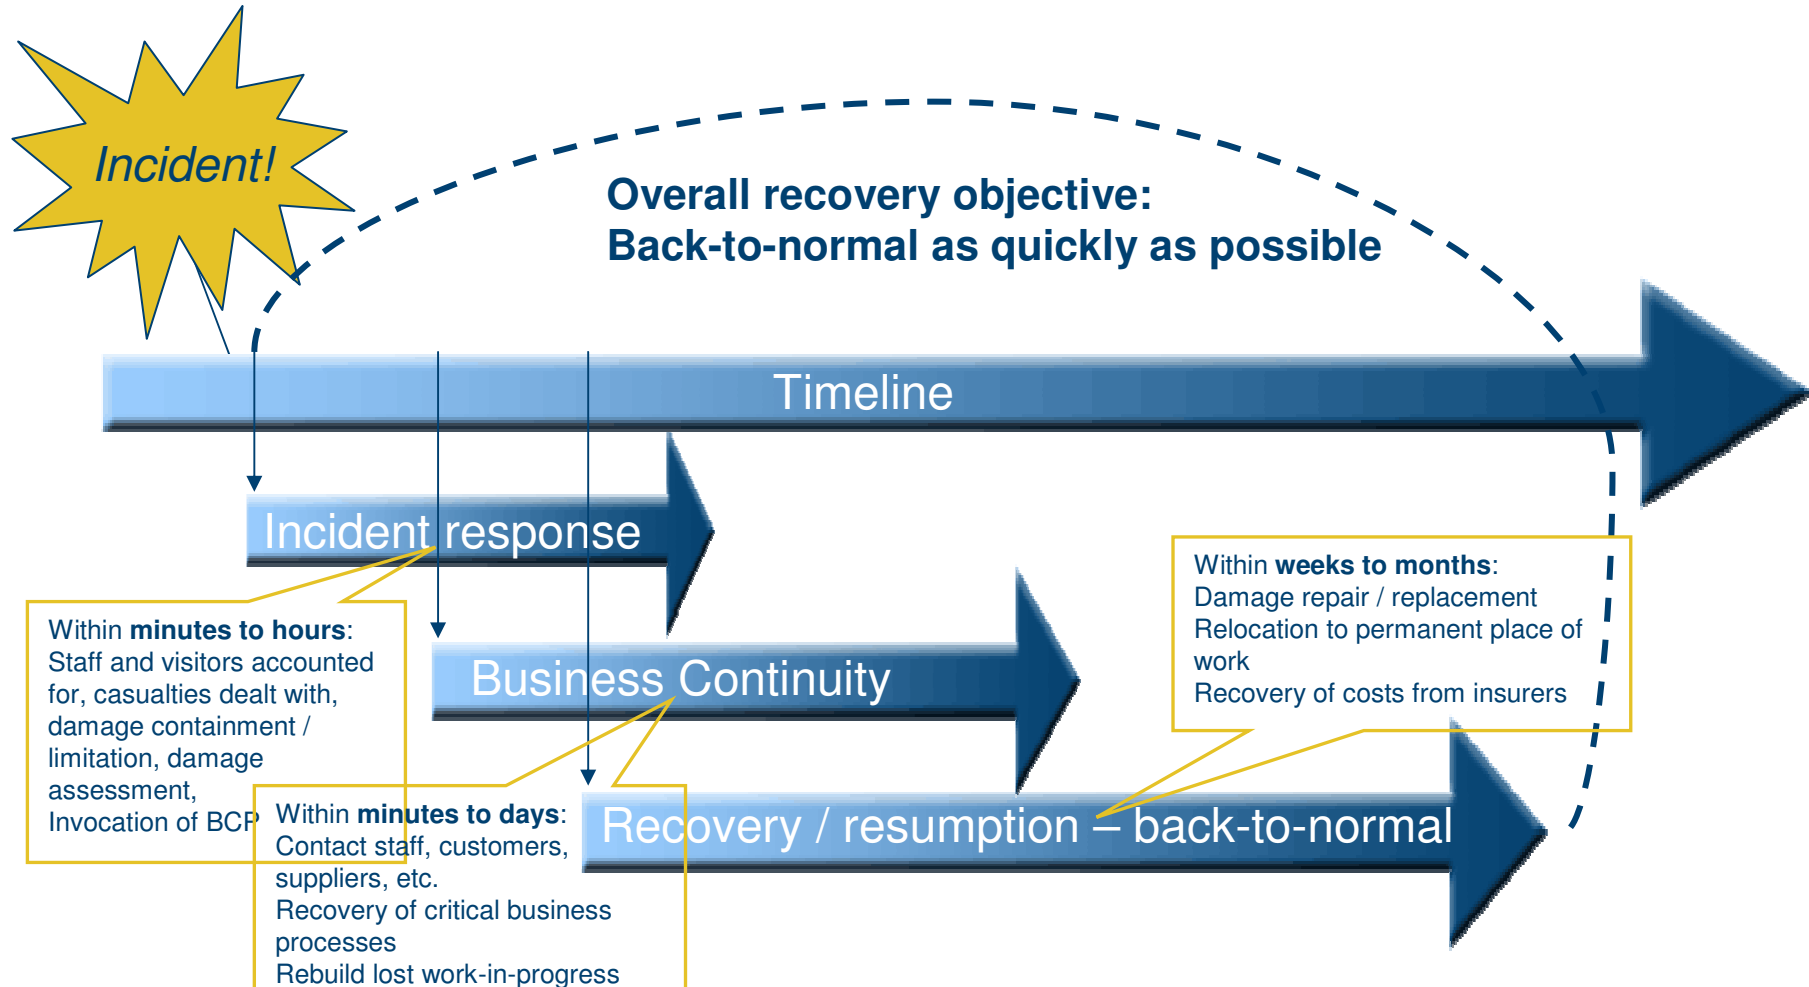 Incident!
Overall recovery objective:
Back-to-normal as quickly as possible
Timeline
Incident response
Within minutes to hours:
Staff and visitors accounted
for, casualties dealt with,
damage containment /
limitation, damage
assessment,
Invocation of BCP
Business Continuity
Within minutes to days:
Contact staff, customers,
suppliers, etc.
Recovery of critical business
processes
Rebuild lost work-in-progress
Within weeks to months:
Damage repair / replacement
Relocation to permanent place of
work
Recovery of costs from insurers
Recovery / resumption – back-to-normal